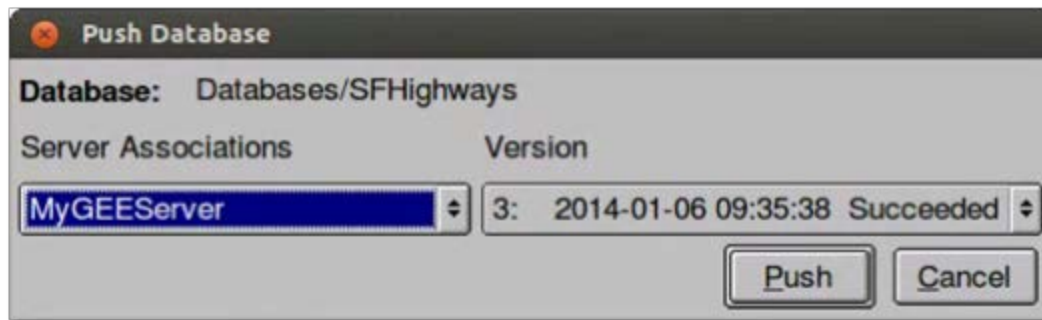 Push Database
Database: Databases/SFHighways
Server Associations Version
MyGEEServer 3: 2014-01-06 09:35:38 Succeeded
Push Cancel